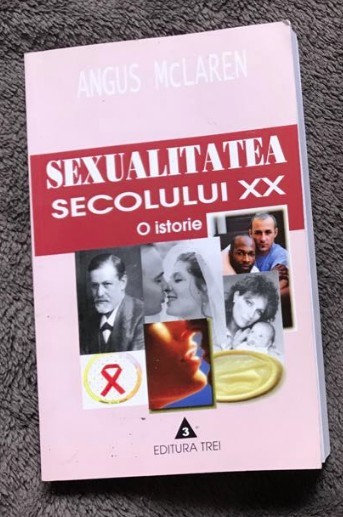 ANGUS McLAREN
SEXUALITATEA
SECOLULUI XX
O istorie
3
EDITURA TREI